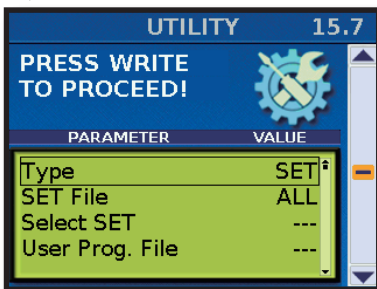 UTILITY 15.7
PRESS WRITE
TO PROCEED!
PARAMETER VALUE
Type SET
SET File ALL
Select SET ---
User Prog. File ---